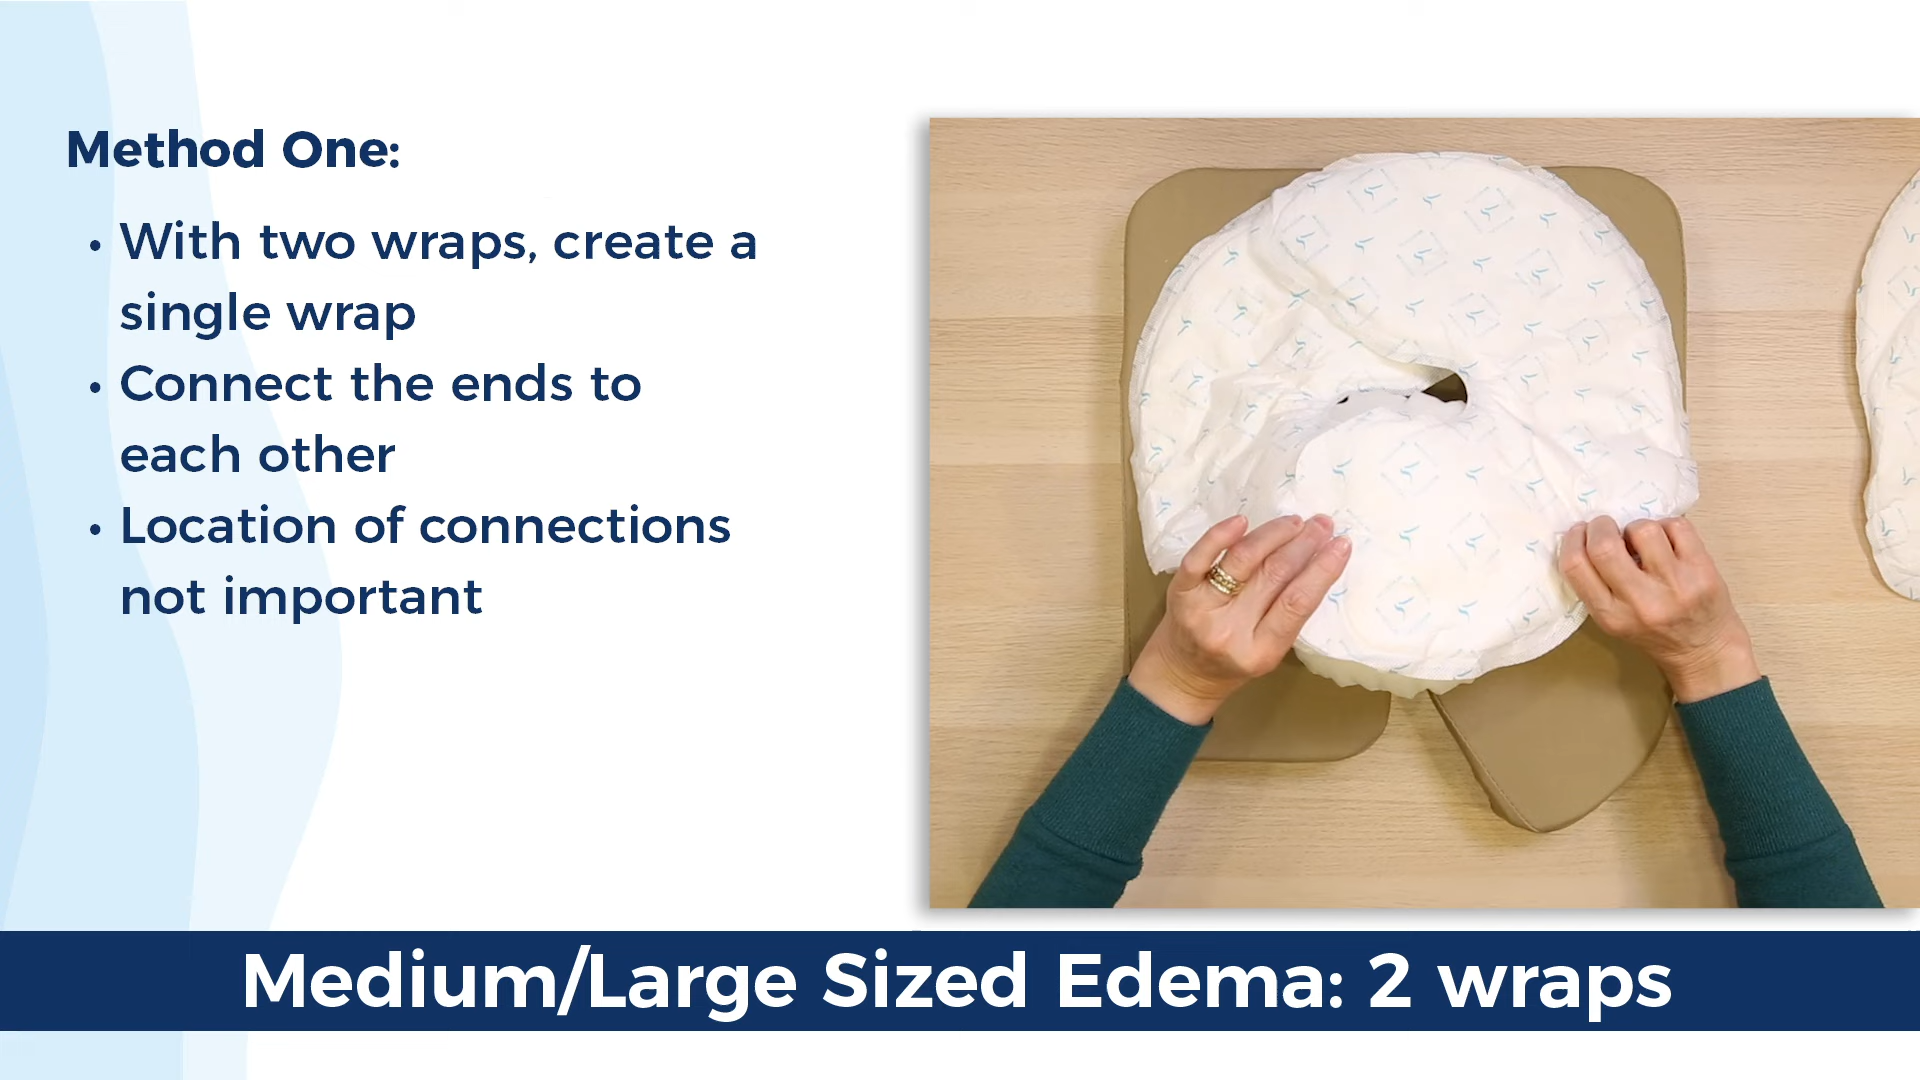 Method One:
• With two wraps, create a
single wrap
• Connect the ends to
each other
• Location of connections
not important
Medium/Large Sized Edema: 2 wraps